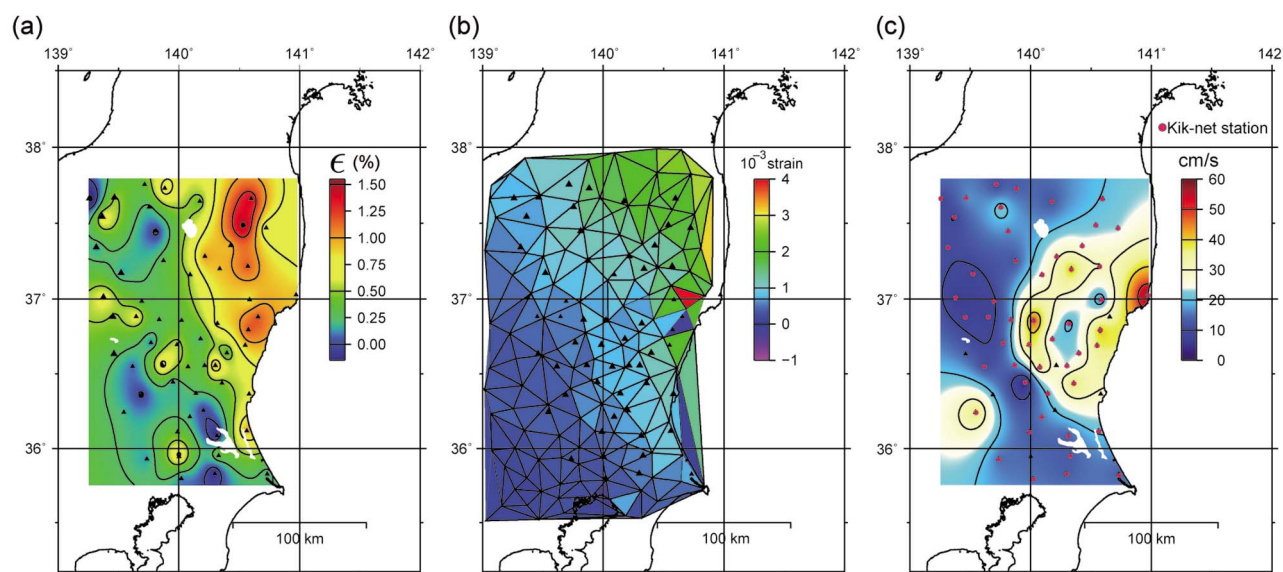 (a)
139° 140° 141° 142°
38°
37°
36°
ϵ (%)
1.50
1.25
1.00
0.75
0.50
0.25
0.00
100 km
(b)
139° 140° 141° 142°
38°
37°
36°
10⁻³ strain
4
3
2
1
0
−1
100 km
(c)
139° 140° 141° 142°
38°
37°
36°
Kik-net station
cm/s
60
50
40
30
20
10
0
100 km